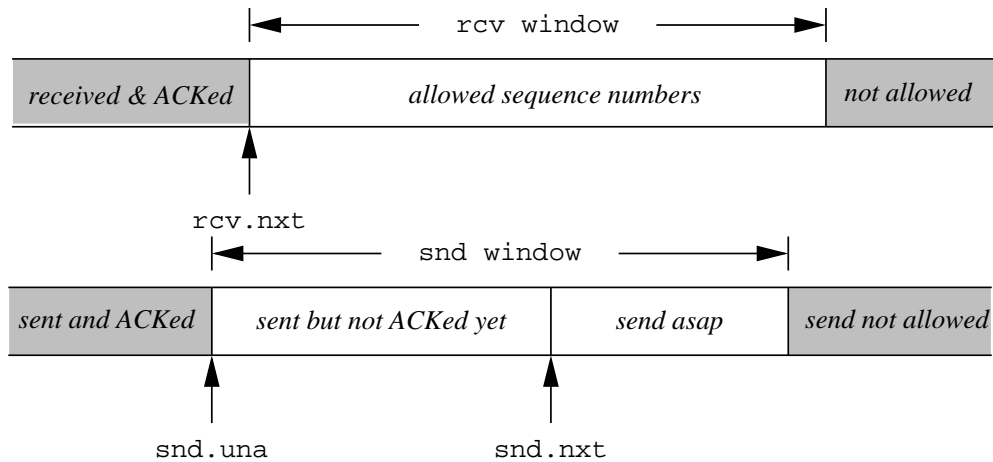 rcv window
received & ACKed
allowed sequence numbers
not allowed
rcv.nxt
snd window
sent and ACKed
sent but not ACKed yet
send asap
send not allowed
snd.una
snd.nxt